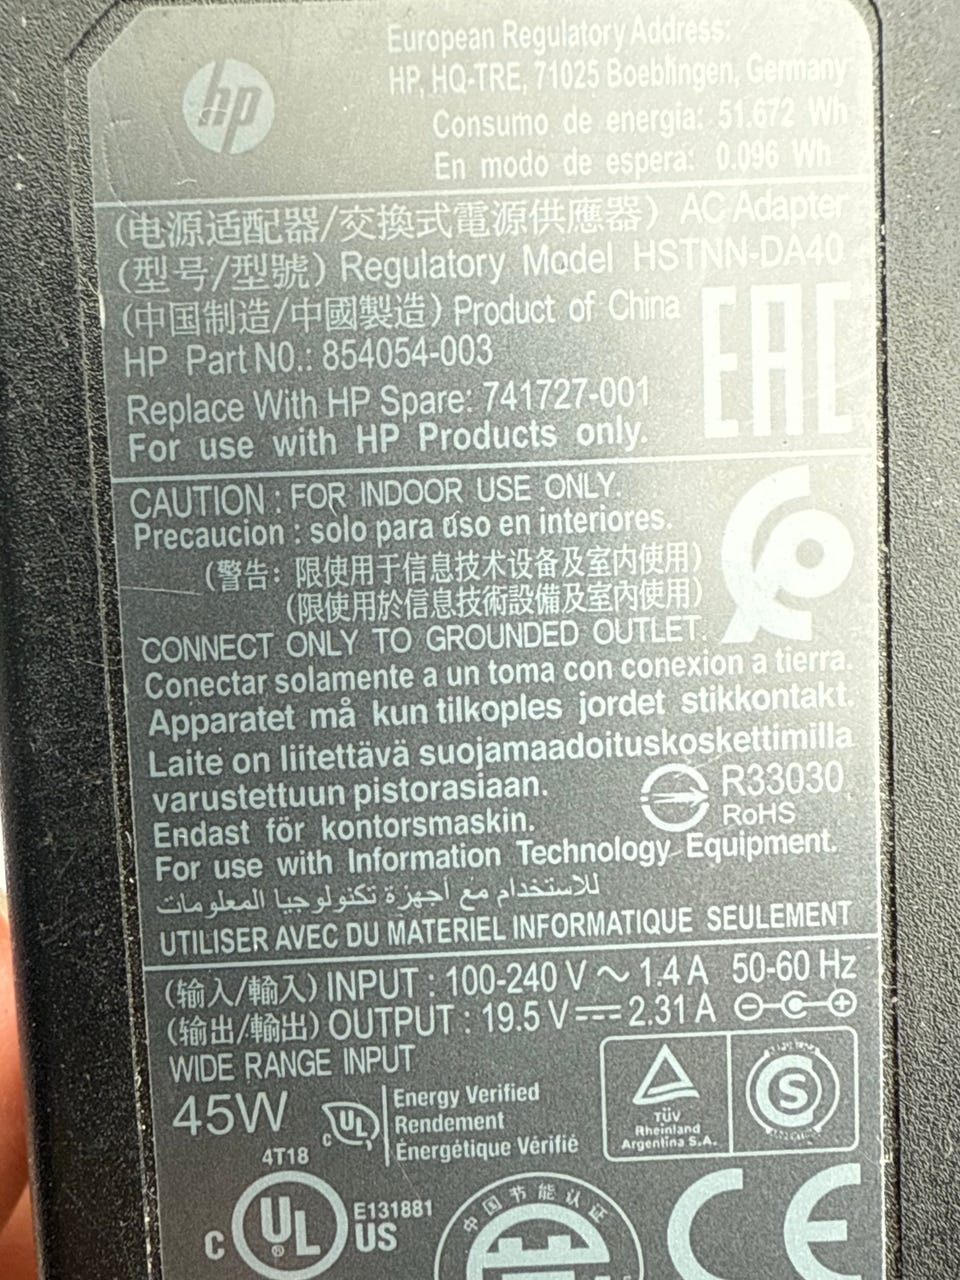 hp
European Regulatory Address:
HP, HQ-TRE, 71025 Boeblingen, Germany
Consumo de energia: 51.672 Wh
En modo de espera: 0.096 Wh
(电源适配器/交換式電源供應器) AC Adapter
(型号/型號) Regulatory Model HSTNN-DA40
(中国制造/中國製造) Product of China
HP Part NO.: 854054-003
Replace With HP Spare: 741727-001
For use with HP Products only.
EAC
CAUTION : FOR INDOOR USE ONLY.
Precaucion : solo para uso en interiores.
(警告: 限使用于信息技术设备及室内使用)
(限使用於信息技術設備及室內使用)
CONNECT ONLY TO GROUNDED OUTLET.
Conectar solamente a un toma con conexion a tierra.
Apparatet må kun tilkoples jordet stikkontakt.
Laite on liitettävä suojamaadoituskoskettimilla
varustettuun pistorasiaan.
R33030
RoHS
Endast för kontorsmaskin.
For use with Information Technology Equipment.
للاستخدام مع أجهزة تكنولوجيا المعلومات
UTILISER AVEC DU MATERIEL INFORMATIQUE SEULEMENT
(输入/輸入) INPUT : 100-240 V ~ 1.4 A 50-60 Hz
(输出/輸出) OUTPUT : 19.5 V ⎓ 2.31 A
WIDE RANGE INPUT
45W
c UL
Energy Verified
Rendement
Énergétique Vérifié
TÜV
Rheinland
Argentina S.A.
S
4T18
c UL ® US
E131881
中国节能认证
CE